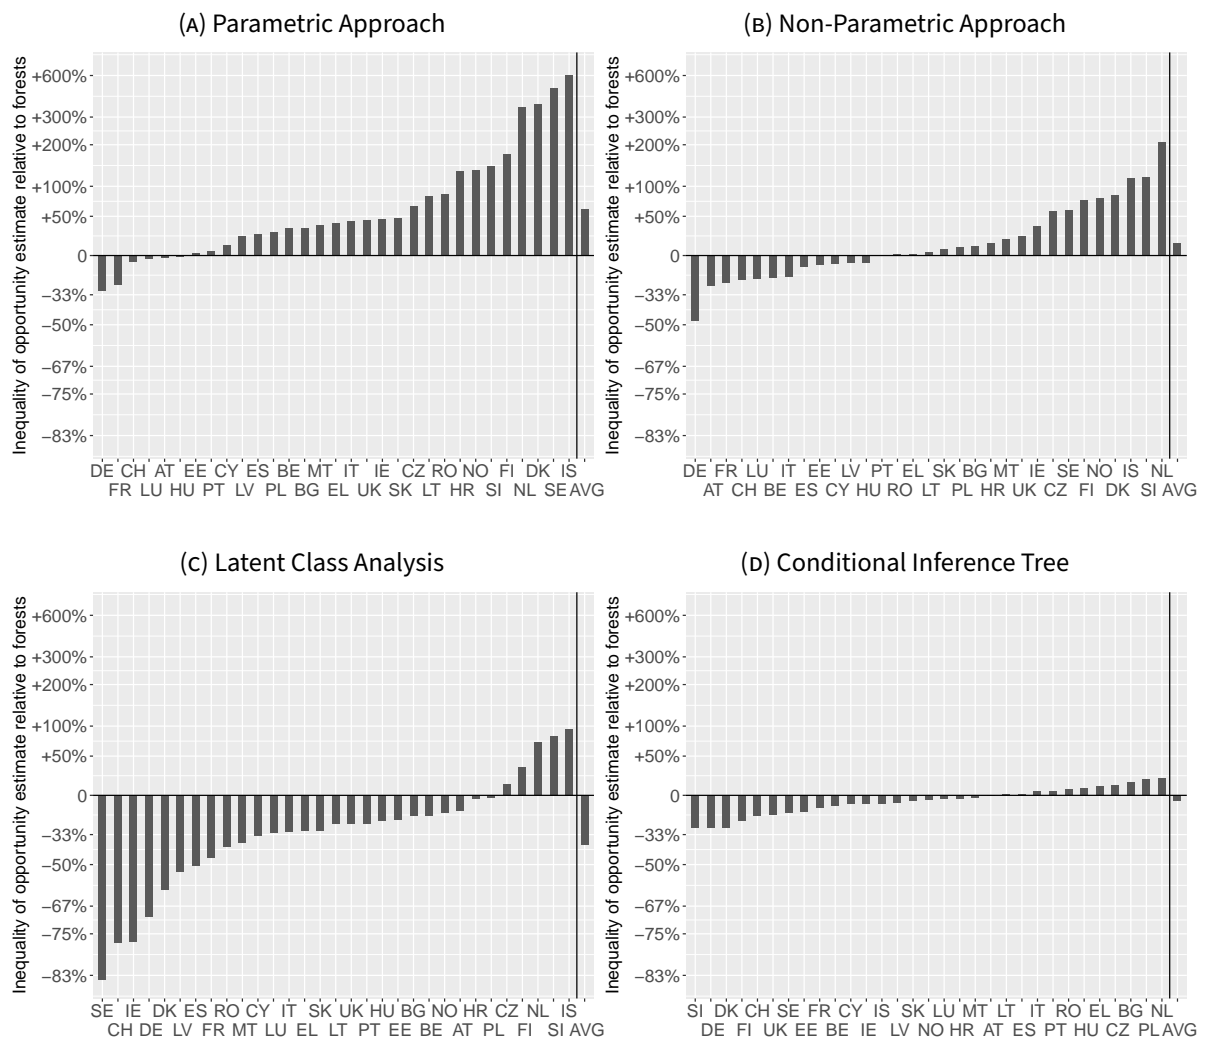 (A) Parametric Approach
Inequality of opportunity estimate relative to forests
+600%
+300%
+200%
+100%
+50%
0
–33%
–50%
–67%
–75%
–83%
DE CH AT EE CY ES BE MT IT IE CZ RO NO FI DK IS
FR LU HU PT LV PL BG EL UK SK LT HR SI NL SE AVG
(B) Non-Parametric Approach
Inequality of opportunity estimate relative to forests
+600%
+300%
+200%
+100%
+50%
0
–33%
–50%
–67%
–75%
–83%
DE FR LU IT EE LV PT EL SK BG MT IE SE NO IS NL
AT CH BE ES CY HU RO LT PL HR UK CZ FI DK SI AVG
(C) Latent Class Analysis
Inequality of opportunity estimate relative to forests
+600%
+300%
+200%
+100%
+50%
0
–33%
–50%
–67%
–75%
–83%
SE IE DK ES RO CY IT SK UK HU BG NO HR CZ NL IS
CH DE LV FR MT LU EL LT PT EE BE AT PL FI SI AVG
(D) Conditional Inference Tree
Inequality of opportunity estimate relative to forests
+600%
+300%
+200%
+100%
+50%
0
–33%
–50%
–67%
–75%
–83%
SI DK CH SE FR CY IS SK LU MT LT IT RO EL BG NL
DE FI UK EE BE IE LV NO HR AT ES PT HU CZ PL AVG